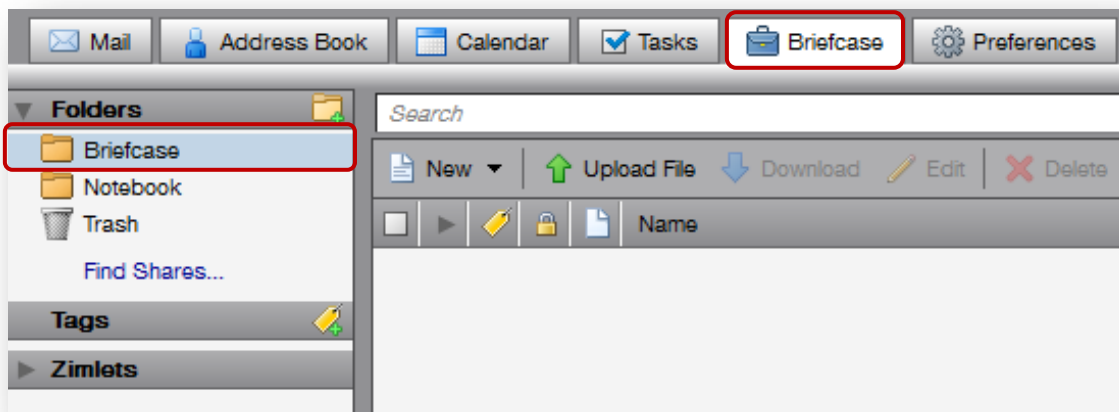 Mail Address Book Calendar Tasks Briefcase Preferences
Folders
Search
Briefcase
New Upload File Download Edit Delete
Notebook
Trash
Name
Find Shares...
Tags
Zimlets